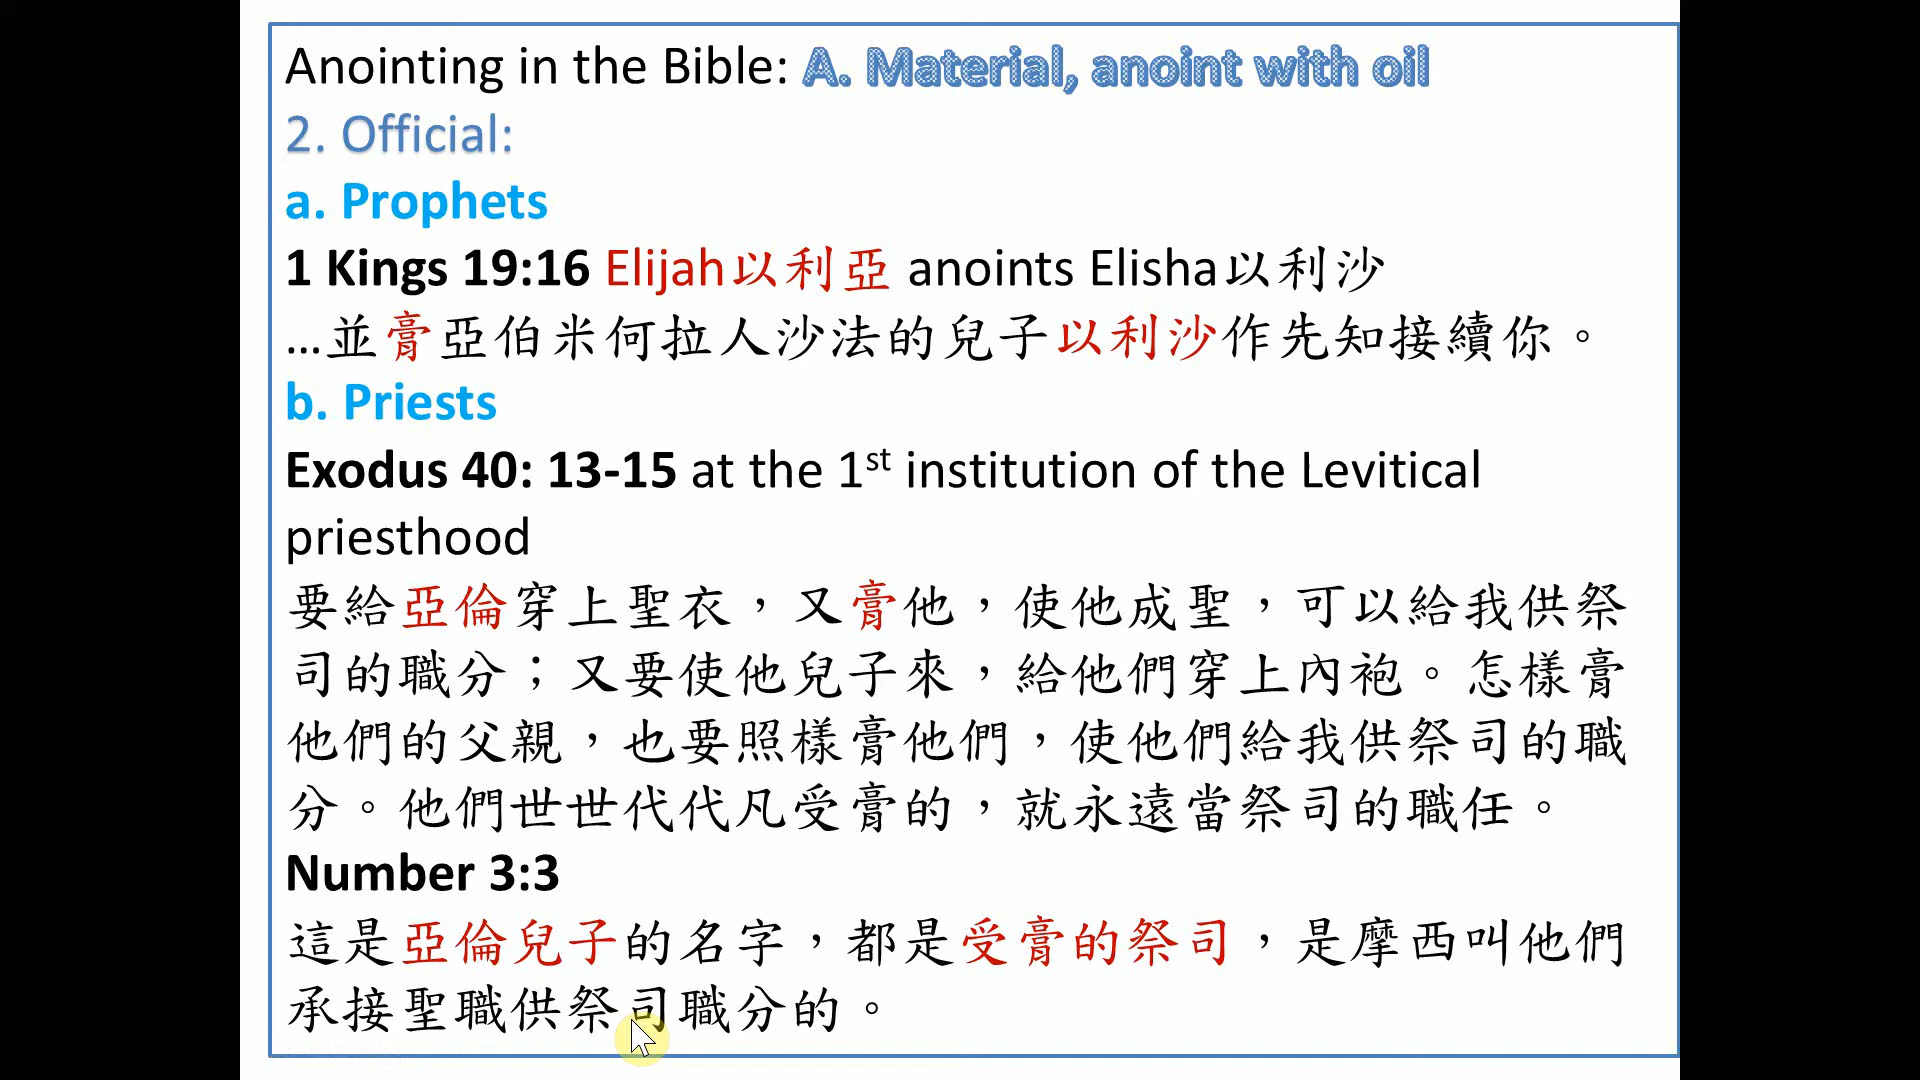 Anointing in the Bible: A. Material, anoint with oil
2. Official:
a. Prophets
1 Kings 19:16 Elijah以利亞 anoints Elisha以利沙
...並膏亞伯米何拉人沙法的兒子以利沙作先知接續你。
b. Priests
Exodus 40: 13-15 at the 1st institution of the Levitical
priesthood
要給亞倫穿上聖衣，又膏他，使他成聖，可以給我供祭
司的職分；又要使他兒子來，給他們穿上內袍。怎樣膏
他們的父親，也要照樣膏他們，使他們給我供祭司的職
分。他們世世代代凡受膏的，就永遠當祭司的職任。
Number 3:3
這是亞倫兒子的名字，都是受膏的祭司，是摩西叫他們
承接聖職供祭司職分的。